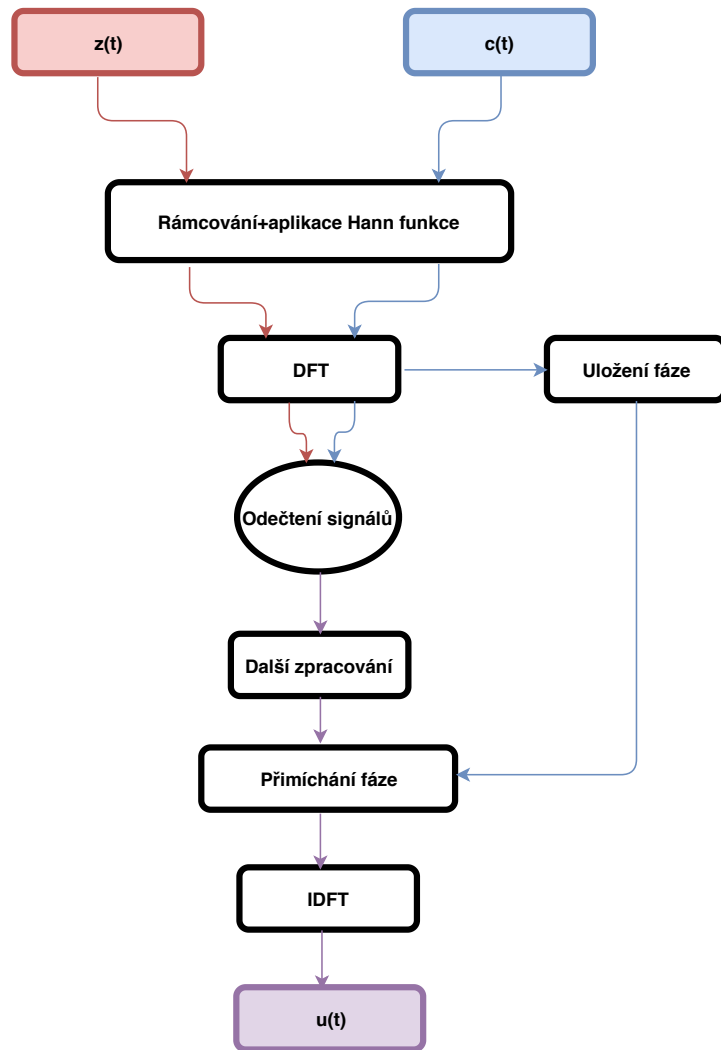 z(t)
c(t)
Rámcování+aplikace Hann funkce
DFT
Uložení fáze
Odečtení signálů
Další zpracování
Přimíchání fáze
IDFT
u(t)